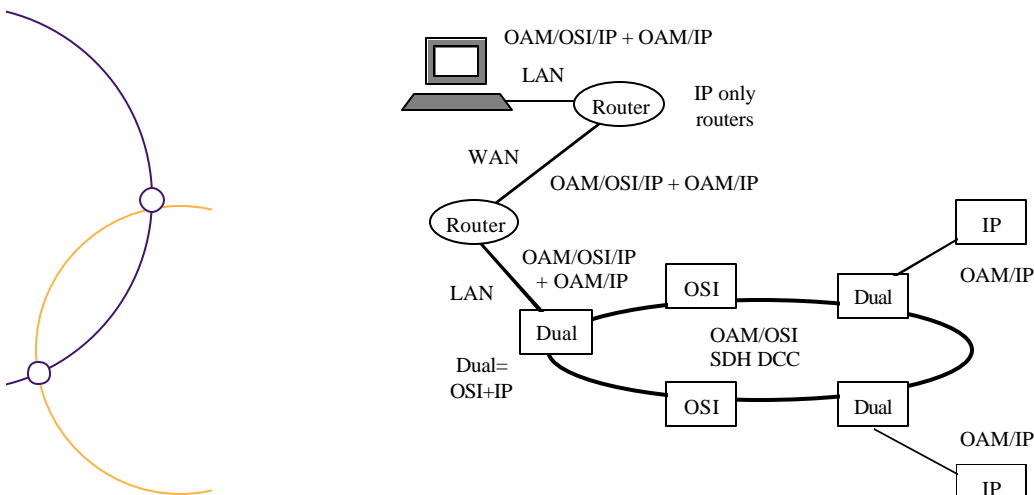 OAM/OSI/IP + OAM/IP
LAN
Router
IP only
routers
WAN
OAM/OSI/IP + OAM/IP
Router
IP
OAM/OSI/IP
+ OAM/IP
OAM/IP
LAN
OSI
Dual
Dual
OAM/OSI
SDH DCC
Dual=
OSI+IP
OSI
Dual
OAM/IP
IP